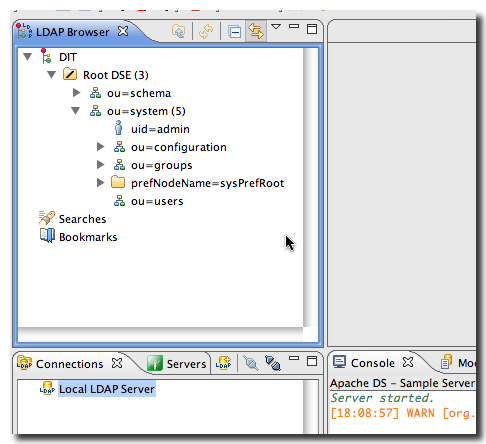 LDAP Browser
DIT
Root DSE (3)
ou=schema
ou=system (5)
uid=admin
ou=configuration
ou=groups
prefNodeName=sysPrefRoot
ou=users
Searches
Bookmarks
Connections
Servers
LDAP
Local LDAP Server
Console
Apache DS - Sample Server
Server started.
[18:08:57] WARN [org.